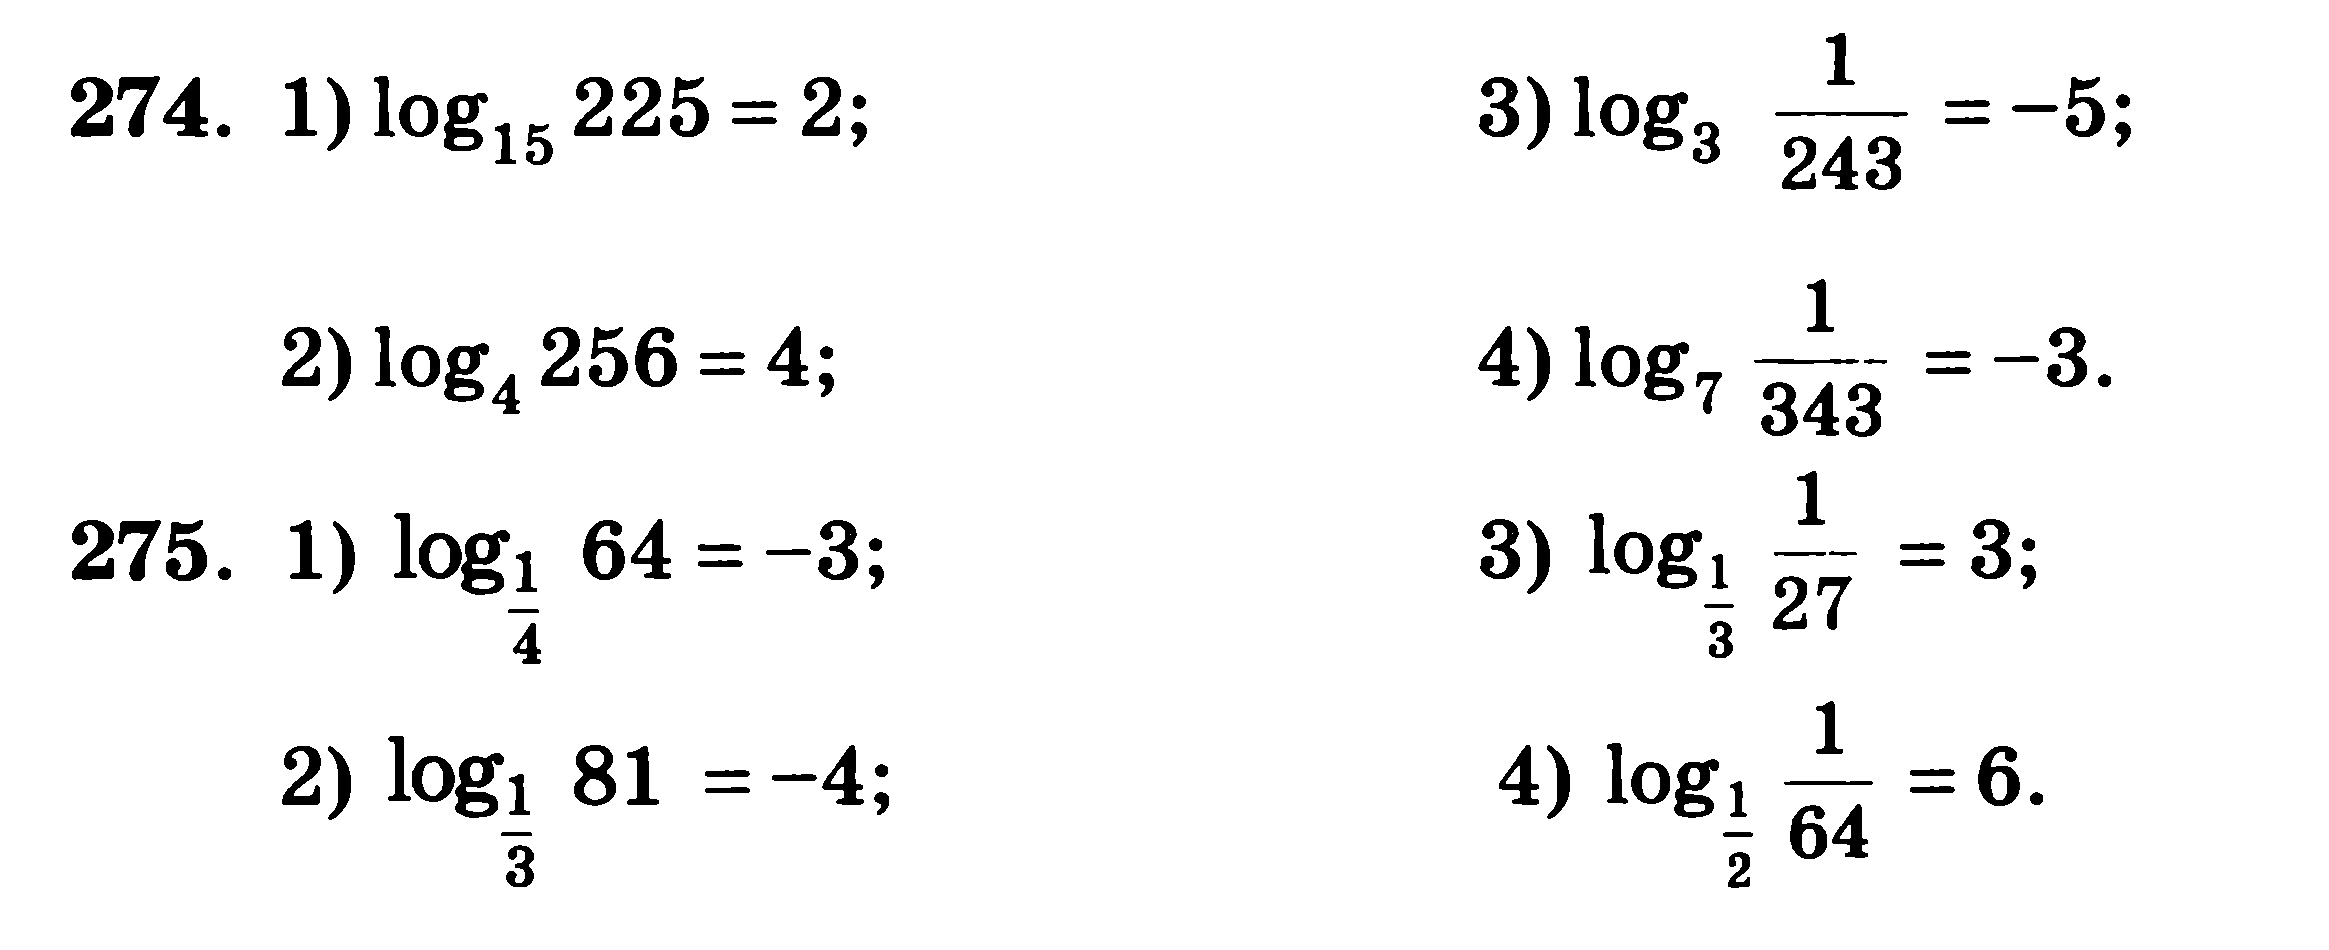 274. 1) log₁₅ 225 = 2; 3) log₃ 1/243 = −5;
2) log₄ 256 = 4; 4) log₇ 1/343 = −3.
275. 1) log_{1/4} 64 = −3; 3) log_{1/3} 1/27 = 3;
2) log_{1/3} 81 = −4; 4) log_{1/2} 1/64 = 6.